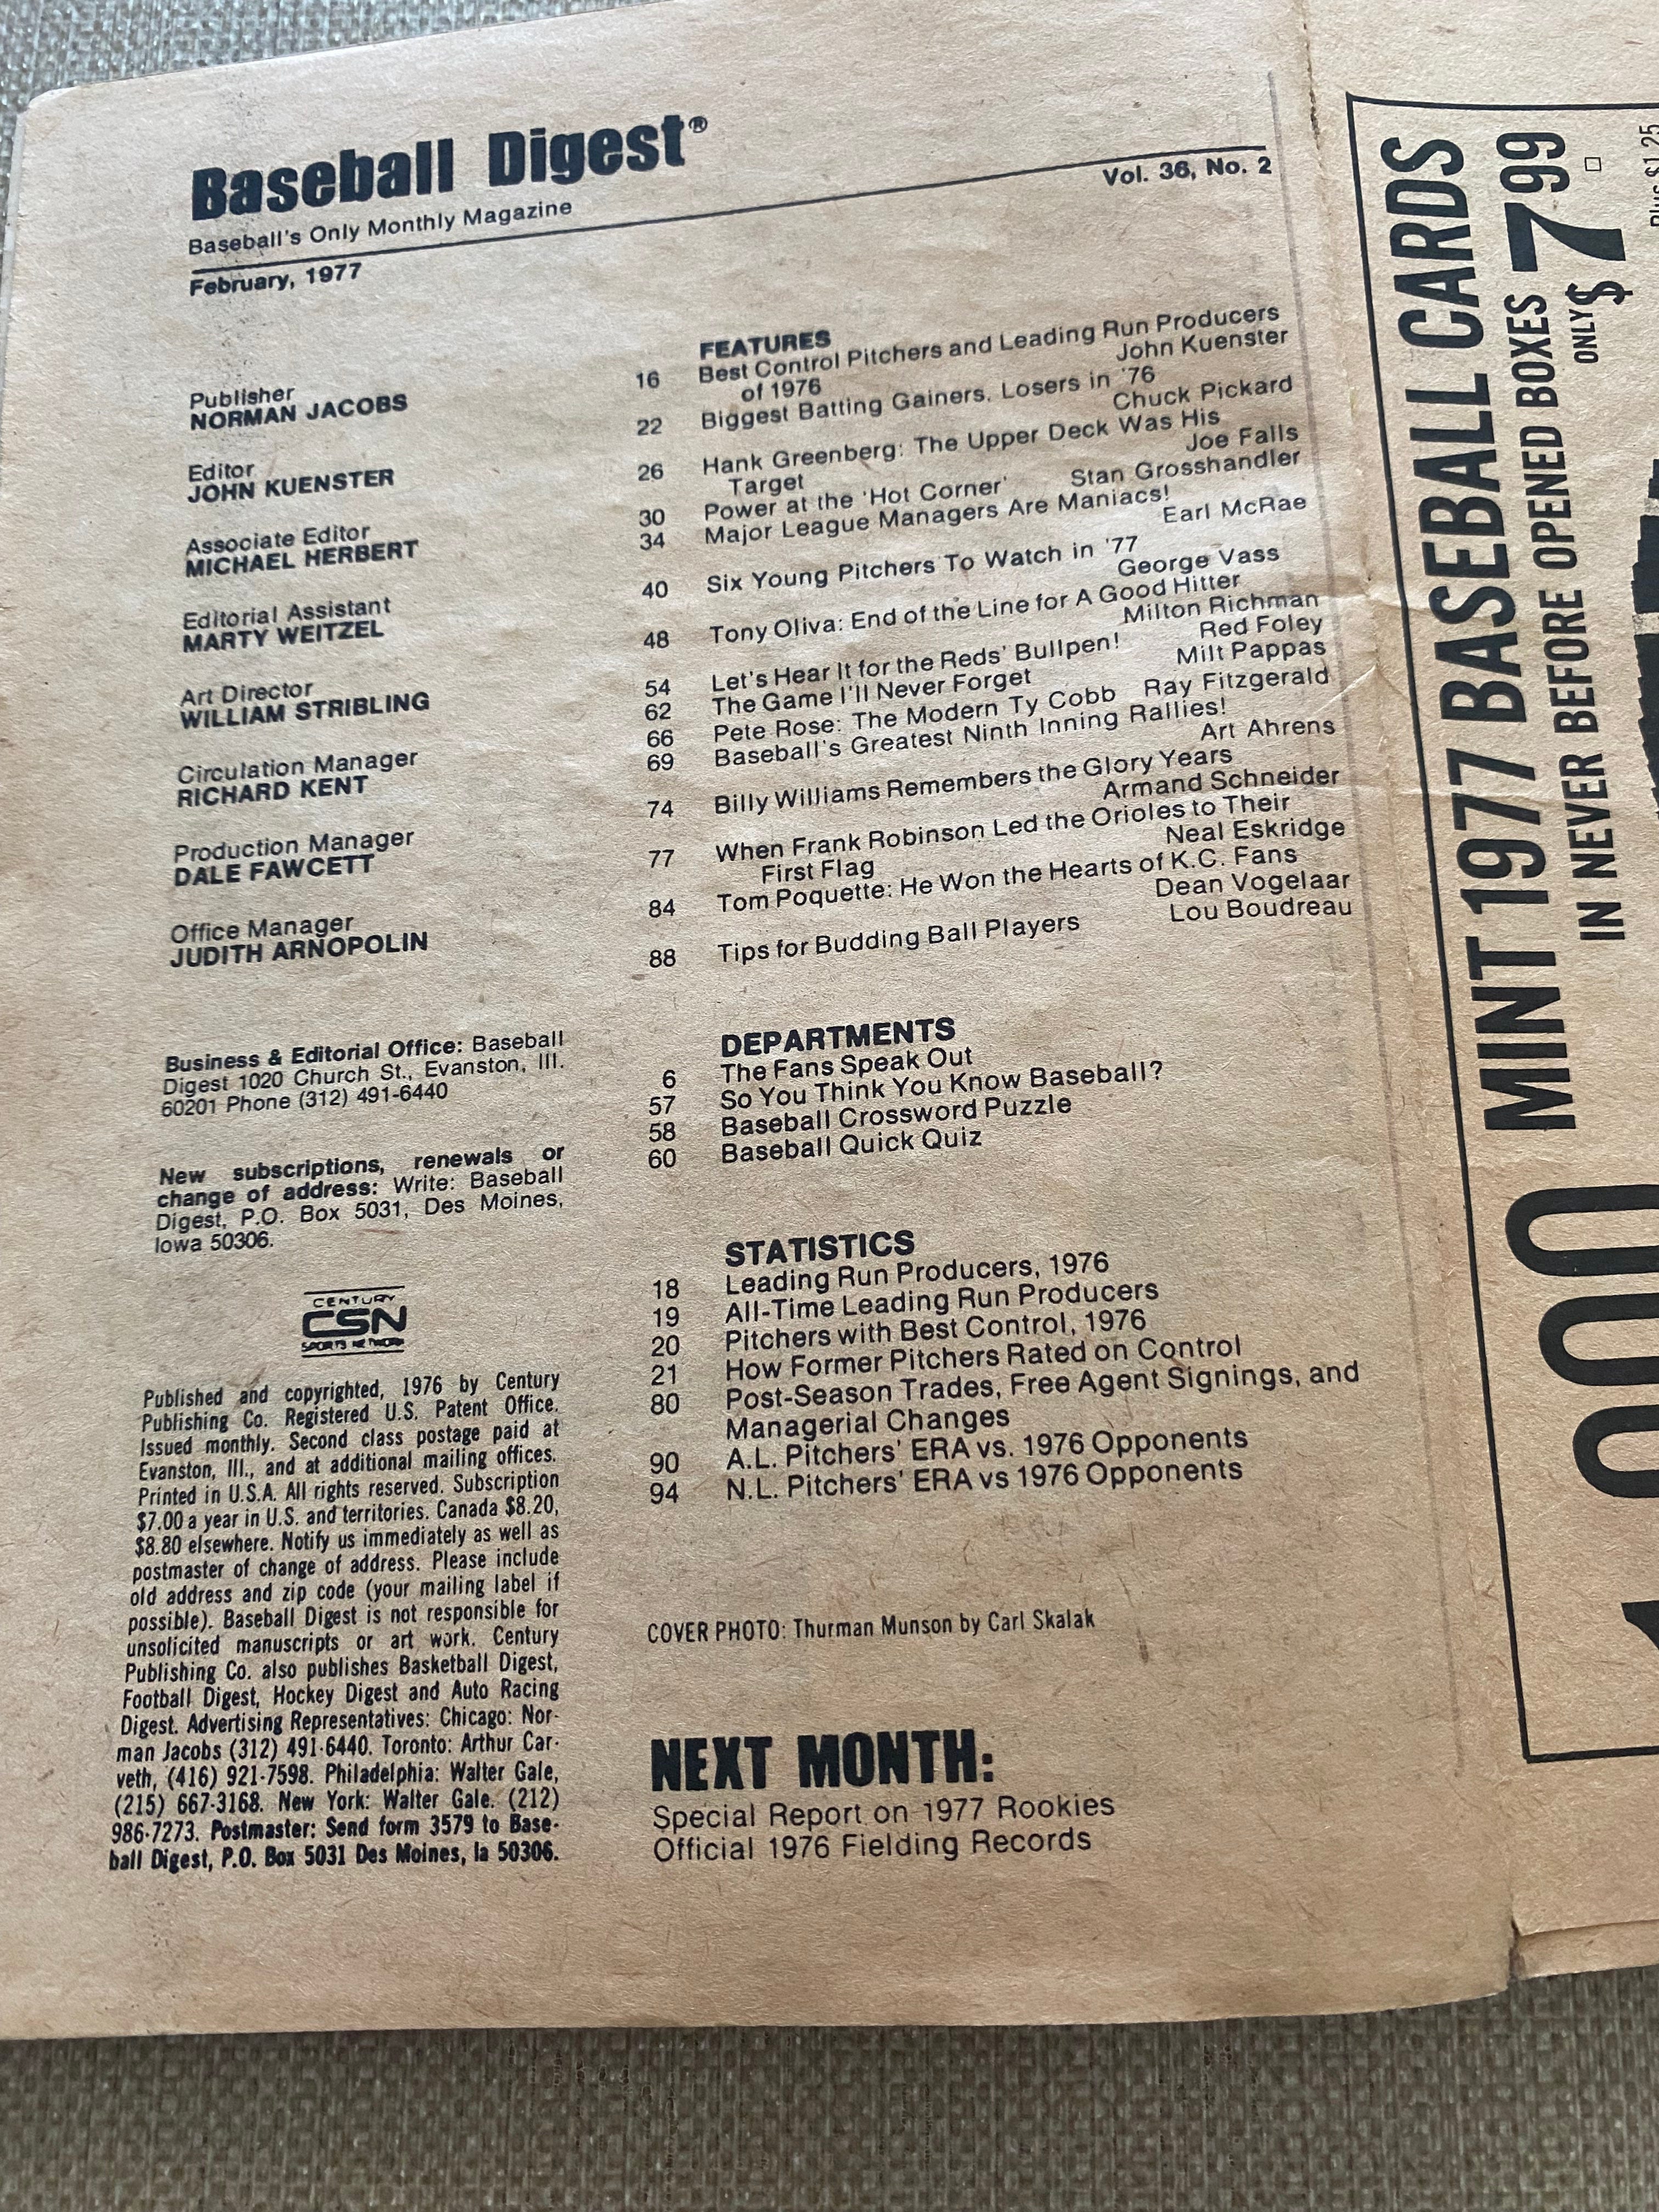 Baseball Digest®
Baseball's Only Monthly Magazine
Vol. 36, No. 2
February, 1977
Publisher
NORMAN JACOBS
Editor
JOHN KUENSTER
Associate Editor
MICHAEL HERBERT
Editorial Assistant
MARTY WEITZEL
Art Director
WILLIAM STRIBLING
Circulation Manager
RICHARD KENT
Production Manager
DALE FAWCETT
Office Manager
JUDITH ARNOPOLIN
Business & Editorial Office: Baseball
Digest 1020 Church St., Evanston, Ill.
60201 Phone (312) 491-6440
New subscriptions, renewals or
change of address: Write: Baseball
Digest, P.O. Box 5031, Des Moines,
Iowa 50306.
CENTURY
CSN
SPORTS NETWORK
Published and copyrighted, 1976 by Century
Publishing Co. Registered U.S. Patent Office.
Issued monthly. Second class postage paid at
Evanston, Ill., and at additional mailing offices.
Printed in U.S.A. All rights reserved. Subscription
$7.00 a year in U.S. and territories. Canada $8.20,
$8.80 elsewhere. Notify us immediately as well as
postmaster of change of address. Please include
old address and zip code (your mailing label if
possible). Baseball Digest is not responsible for
unsolicited manuscripts or art work. Century
Publishing Co. also publishes Basketball Digest,
Football Digest, Hockey Digest and Auto Racing
Digest. Advertising Representatives: Chicago: Nor-
man Jacobs (312) 491-6440. Toronto: Arthur Car-
veth, (416) 921-7598. Philadelphia: Walter Gale,
(215) 667-3168. New York: Walter Gale. (212)
986-7273. Postmaster: Send form 3579 to Base-
ball Digest, P.O. Box 5031 Des Moines, Ia 50306.
FEATURES
16 Best Control Pitchers and Leading Run Producers
of 1976 John Kuenster
22 Biggest Batting Gainers, Losers in '76
Chuck Pickard
26 Hank Greenberg: The Upper Deck Was His
Target Joe Falls
30 Power at the 'Hot Corner' Stan Grosshandler
34 Major League Managers Are Maniacs!
Earl McRae
40 Six Young Pitchers To Watch in '77
George Vass
48 Tony Oliva: End of the Line for A Good Hitter
Milton Richman
54 Let's Hear It for the Reds' Bullpen! Red Foley
62 The Game I'll Never Forget Milt Pappas
66 Pete Rose: The Modern Ty Cobb Ray Fitzgerald
69 Baseball's Greatest Ninth Inning Rallies!
Art Ahrens
74 Billy Williams Remembers the Glory Years
Armand Schneider
77 When Frank Robinson Led the Orioles to Their
First Flag Neal Eskridge
84 Tom Poquette: He Won the Hearts of K.C. Fans
Dean Vogelaar
88 Tips for Budding Ball Players Lou Boudreau
DEPARTMENTS
6 The Fans Speak Out
57 So You Think You Know Baseball?
58 Baseball Crossword Puzzle
60 Baseball Quick Quiz
STATISTICS
18 Leading Run Producers, 1976
19 All-Time Leading Run Producers
20 Pitchers with Best Control, 1976
21 How Former Pitchers Rated on Control
80 Post-Season Trades, Free Agent Signings, and
Managerial Changes
90 A.L. Pitchers' ERA vs. 1976 Opponents
94 N.L. Pitchers' ERA vs 1976 Opponents
COVER PHOTO: Thurman Munson by Carl Skalak
NEXT MONTH:
Special Report on 1977 Rookies
Official 1976 Fielding Records
MINT 1977 BASEBALL CARDS
IN NEVER BEFORE OPENED BOXES
ONLY $7.99
Plus $1.25